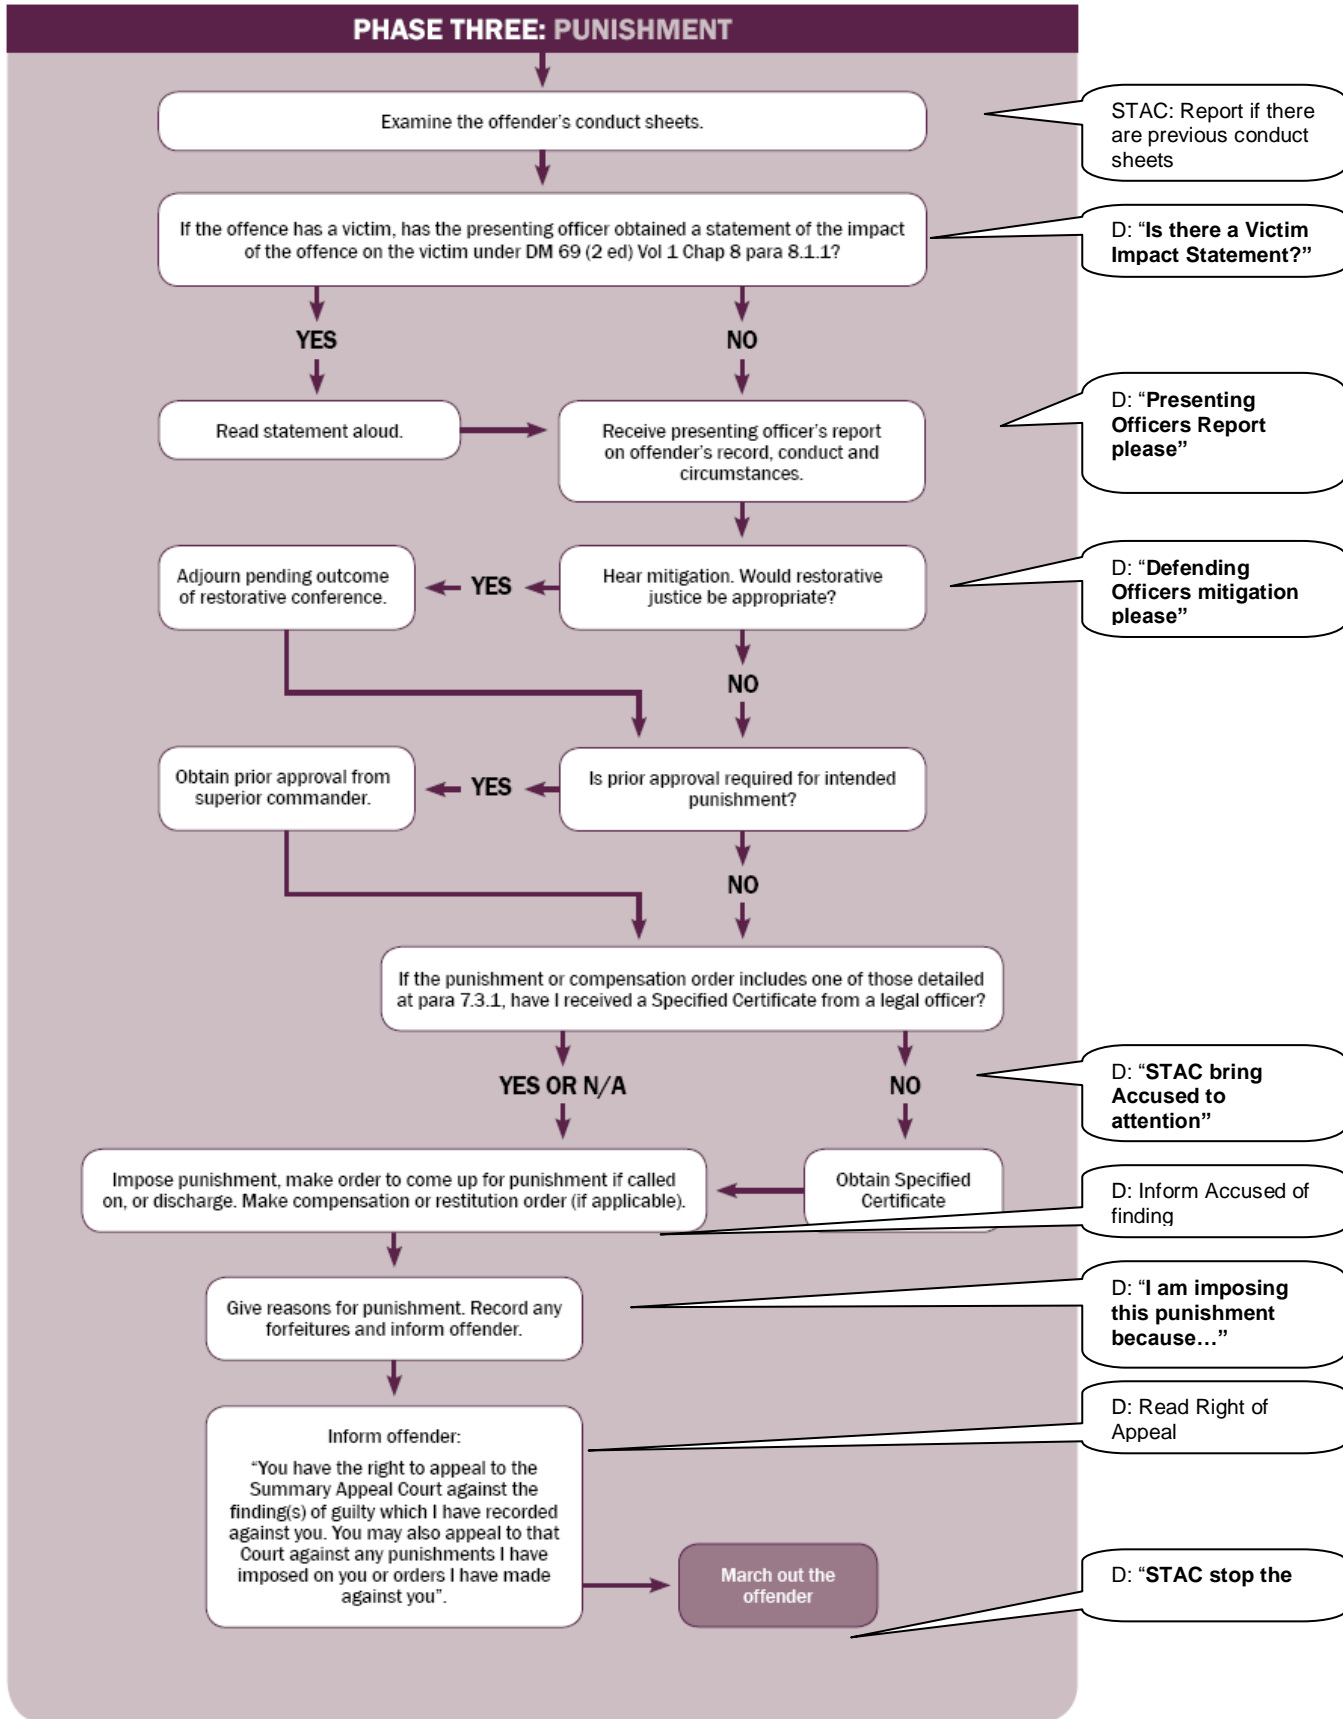 PHASE THREE: PUNISHMENT
Examine the offender's conduct sheets.
STAC: Report if there
are previous conduct
sheets
If the offence has a victim, has the presenting officer obtained a statement of the impact
of the offence on the victim under DM 69 (2 ed) Vol 1 Chap 8 para 8.1.1?
D: “Is there a Victim
Impact Statement?”
YES
NO
Read statement aloud.
Receive presenting officer's report
on offender's record, conduct and
circumstances.
D: “Presenting
Officers Report
please”
Adjourn pending outcome
of restorative conference.
YES
Hear mitigation. Would restorative
justice be appropriate?
D: “Defending
Officers mitigation
please”
NO
Obtain prior approval from
superior commander.
YES
Is prior approval required for intended
punishment?
NO
If the punishment or compensation order includes one of those detailed
at para 7.3.1, have I received a Specified Certificate from a legal officer?
YES OR N/A
NO
D: “STAC bring
Accused to
attention”
Impose punishment, make order to come up for punishment if called
on, or discharge. Make compensation or restitution order (if applicable).
Obtain Specified
Certificate
D: Inform Accused of
finding
Give reasons for punishment. Record any
forfeitures and inform offender.
D: “I am imposing
this punishment
because…”
D: Read Right of
Appeal
Inform offender:
“You have the right to appeal to the
Summary Appeal Court against the
finding(s) of guilty which I have recorded
against you. You may also appeal to that
Court against any punishments I have
imposed on you or orders I have made
against you”.
March out the
offender
D: “STAC stop the